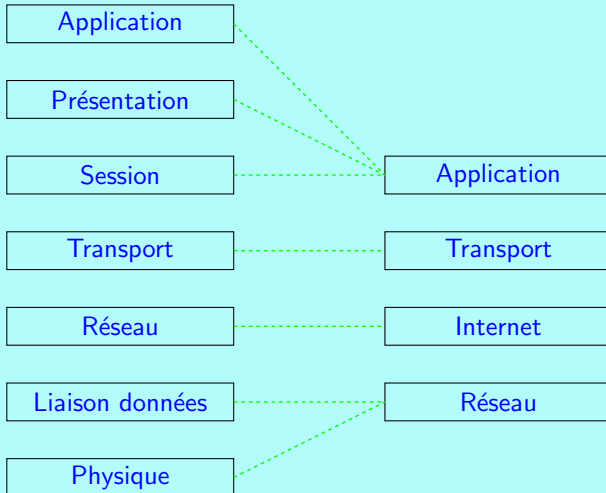 Application
Présentation
Session
Application
Transport
Transport
Réseau
Internet
Liaison données
Réseau
Physique